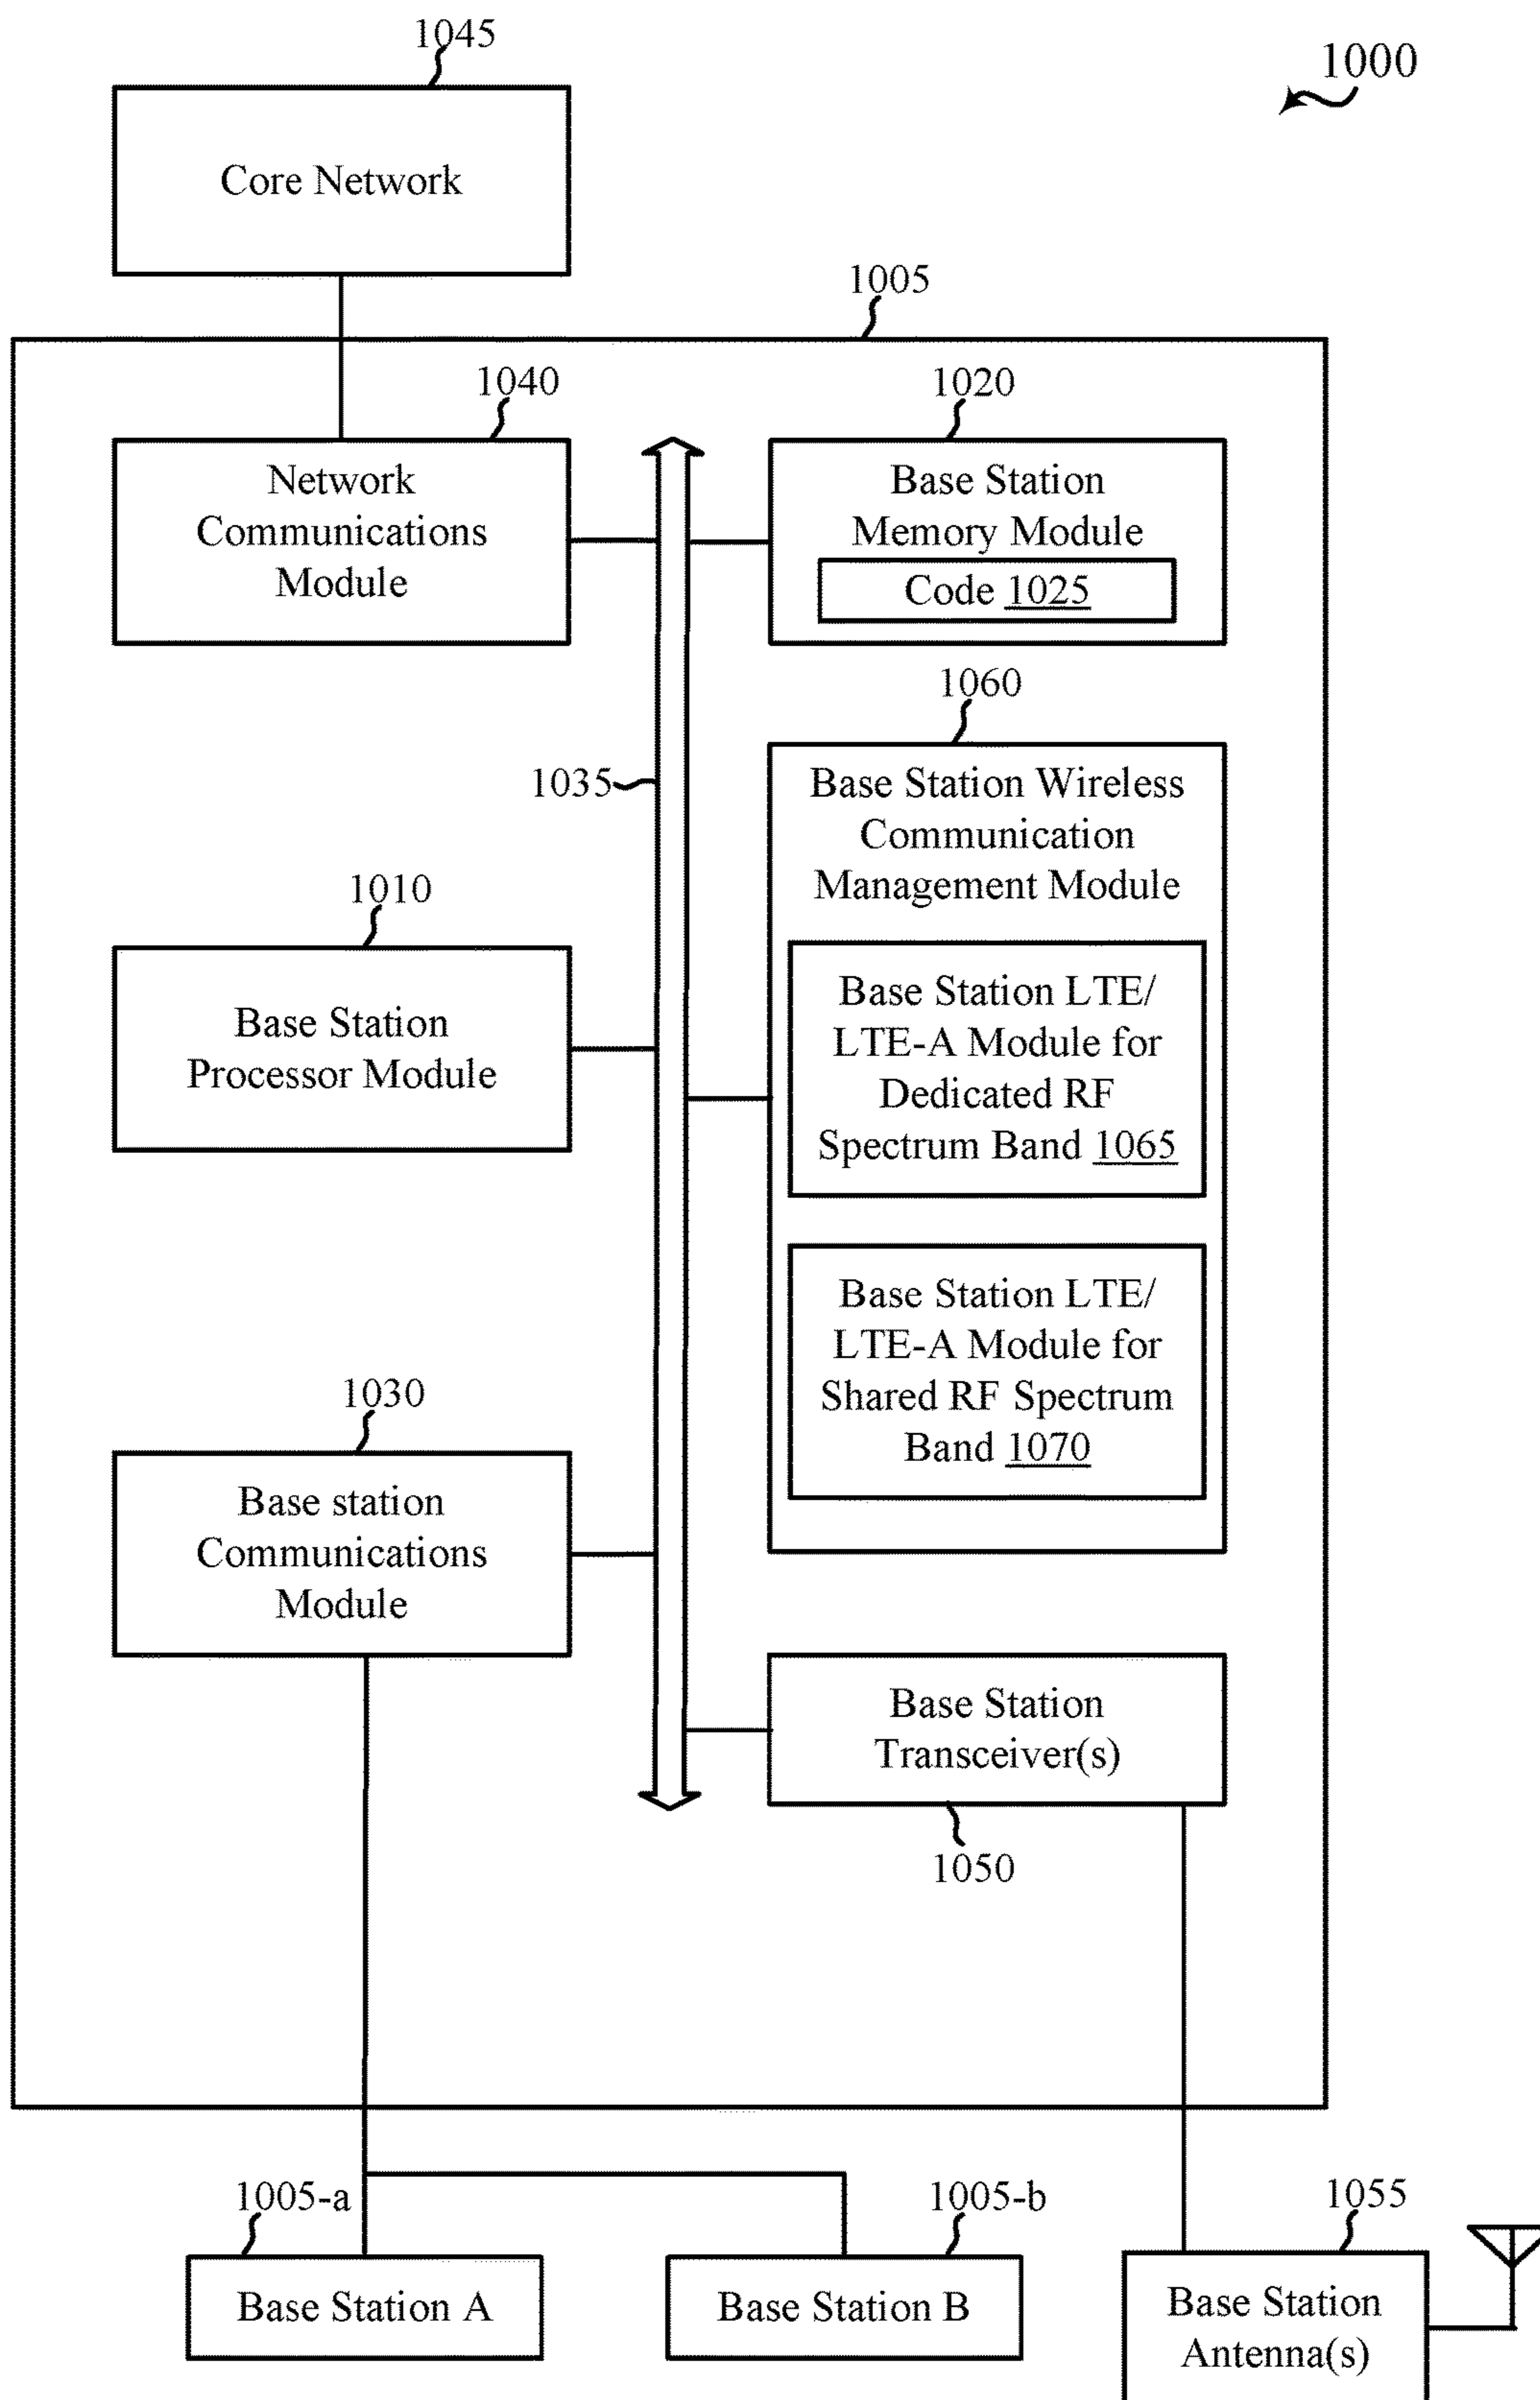 1045
1000
Core Network
1005
1040
1020
Network
Communications
Module
Base Station
Memory Module
Code 1025
1060
1035
Base Station Wireless
Communication
Management Module
1010
Base Station
Processor Module
Base Station LTE/
LTE-A Module for
Dedicated RF
Spectrum Band 1065
Base Station LTE/
LTE-A Module for
Shared RF Spectrum
Band 1070
1030
Base station
Communications
Module
Base Station
Transceiver(s)
1050
1005-a
1005-b
1055
Base Station A
Base Station B
Base Station
Antenna(s)